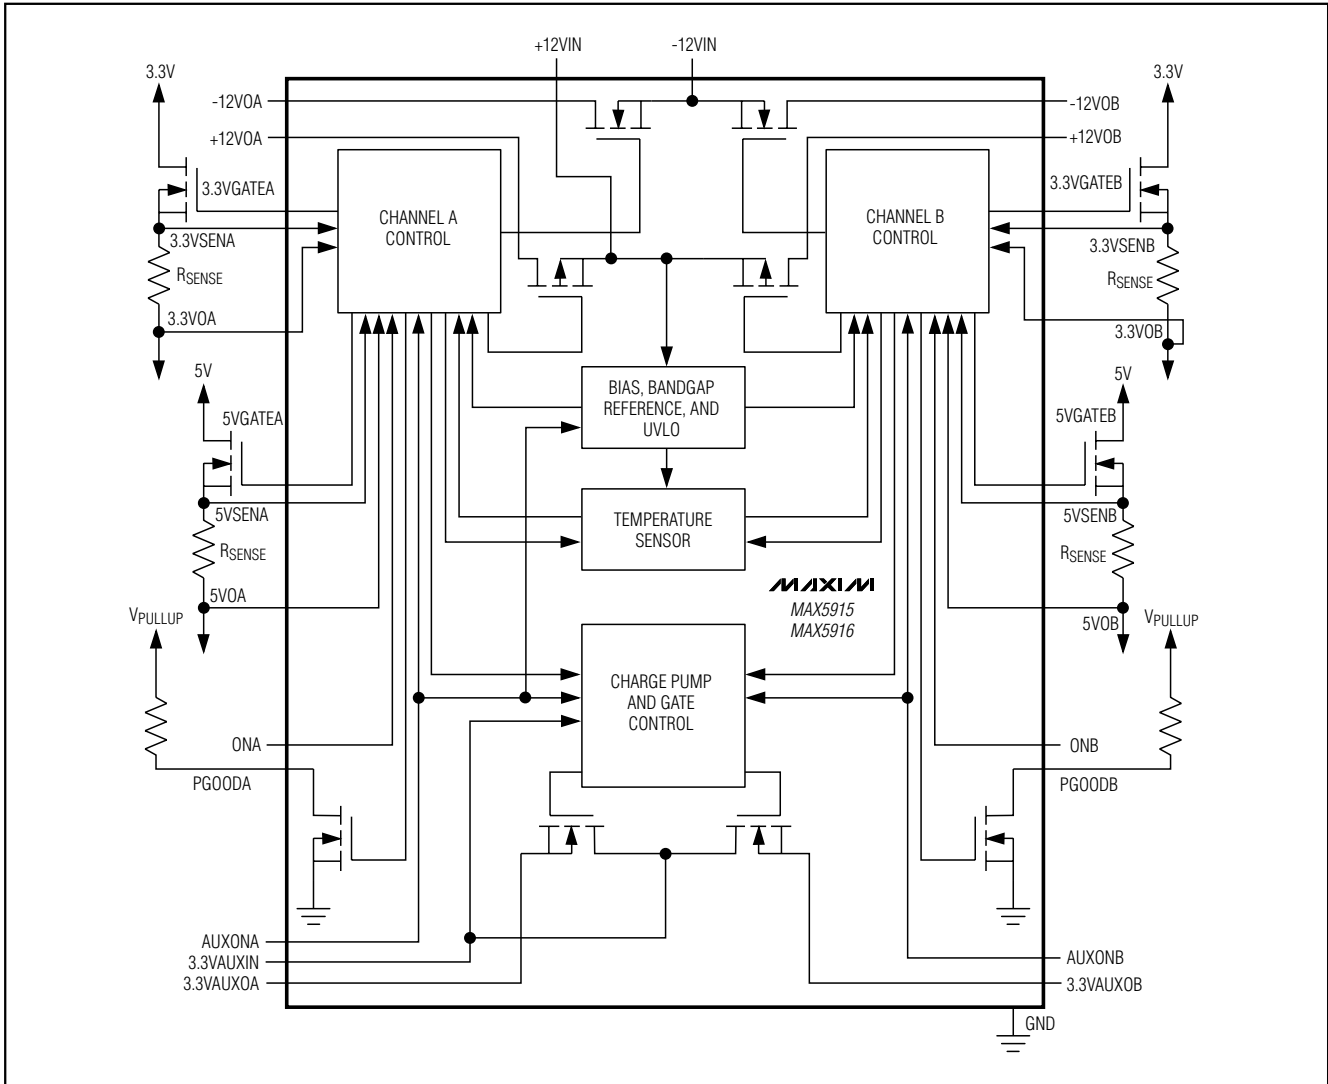 +12VIN
-12VIN
3.3V
3.3V
-12VOA
-12VOB
+12VOA
+12VOB
3.3VGATEA
3.3VGATEB
CHANNEL A
CONTROL
CHANNEL B
CONTROL
3.3VSENA
3.3VSENB
RSENSE
RSENSE
3.3VOA
3.3VOB
5V
5V
BIAS, BANDGAP
REFERENCE, AND
UVLO
5VGATEA
5VGATEB
5VSENA
5VSENB
TEMPERATURE
SENSOR
RSENSE
RSENSE
MAXIM
MAX5915
MAX5916
5VOA
5VOB
VPULLUP
VPULLUP
CHARGE PUMP
AND GATE
CONTROL
ONA
ONB
PGOODA
PGOODB
AUXONA
AUXONB
3.3VAUXIN
3.3VAUXOA
3.3VAUXOB
GND